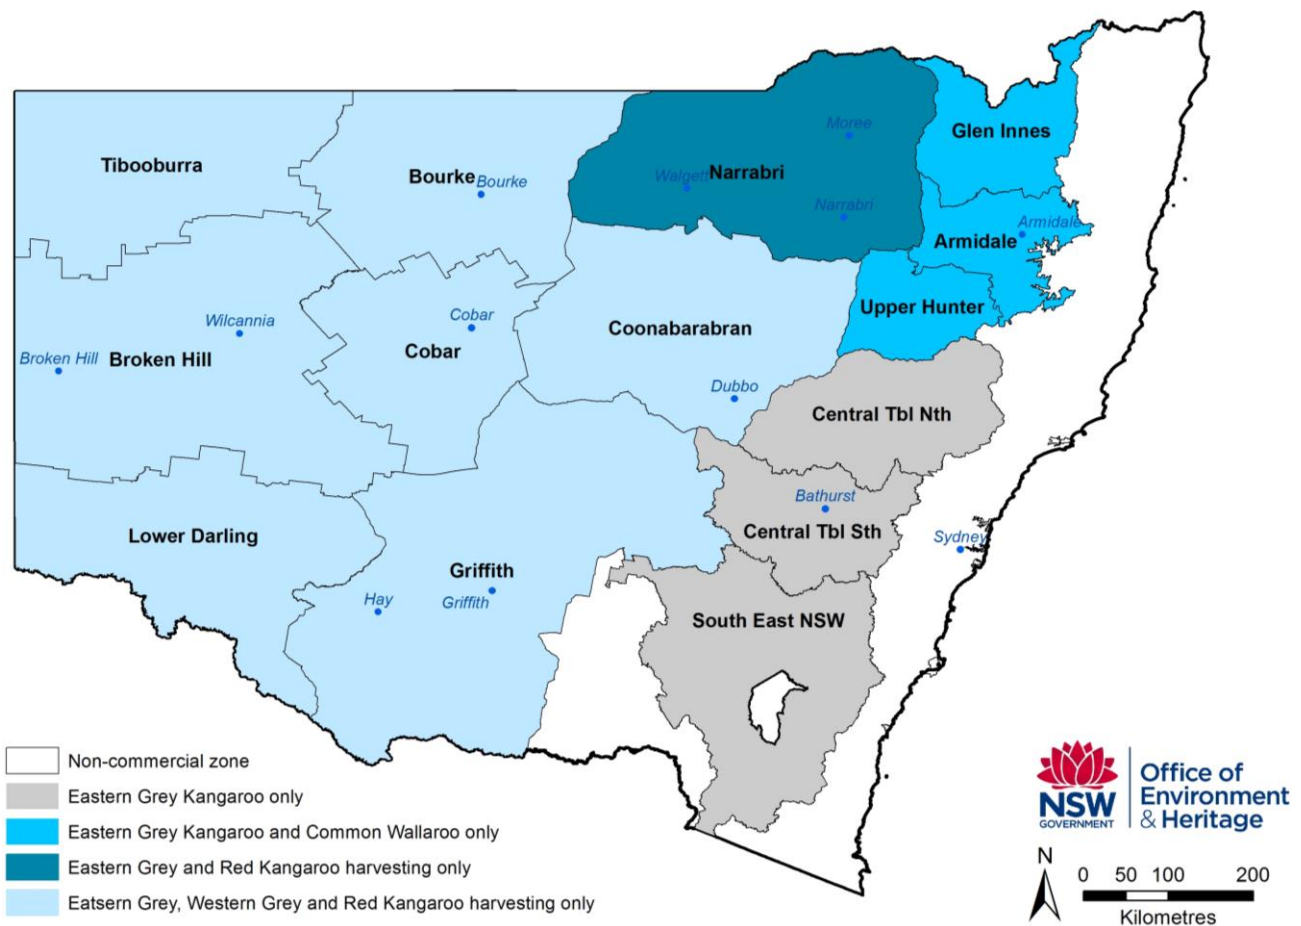 Glen Innes
Moree
Tibooburra
Bourke
Bourke
Walgett
Narrabri
Narrabri
Armidale
Armidale
Upper Hunter
Wilcannia
Cobar
Cobar
Coonabarabran
Broken Hill
Broken Hill
Dubbo
Central Tbl Nth
Bathurst
Central Tbl Sth
Sydney
Lower Darling
Griffith
Hay
Griffith
South East NSW
Non-commercial zone
Eastern Grey Kangaroo only
Eastern Grey Kangaroo and Common Wallaroo only
Eastern Grey and Red Kangaroo harvesting only
Eatsern Grey, Western Grey and Red Kangaroo harvesting only
NSW
GOVERNMENT
Office of
Environment
& Heritage
N
0 50 100 200
Kilometres